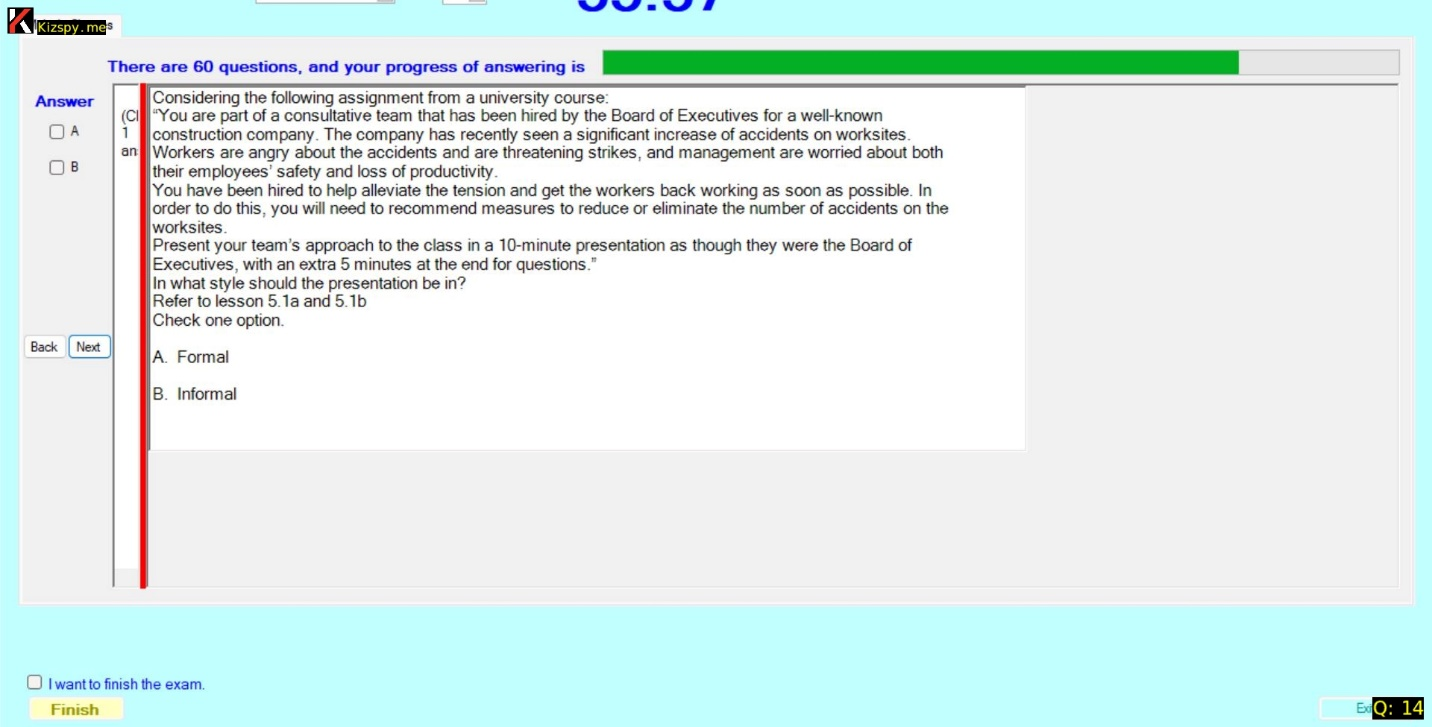 Kizspy.me
There are 60 questions, and your progress of answering is
Answer
A
B
(Cl
1
an
Back
Next
Considering the following assignment from a university course:
“You are part of a consultative team that has been hired by the Board of Executives for a well-known
construction company. The company has recently seen a significant increase of accidents on worksites.
Workers are angry about the accidents and are threatening strikes, and management are worried about both
their employees’ safety and loss of productivity.
You have been hired to help alleviate the tension and get the workers back working as soon as possible. In
order to do this, you will need to recommend measures to reduce or eliminate the number of accidents on the
worksites.
Present your team’s approach to the class in a 10-minute presentation as though they were the Board of
Executives, with an extra 5 minutes at the end for questions.”
In what style should the presentation be in?
Refer to lesson 5.1a and 5.1b
Check one option.
A. Formal
B. Informal
I want to finish the exam.
Finish
Q: 14